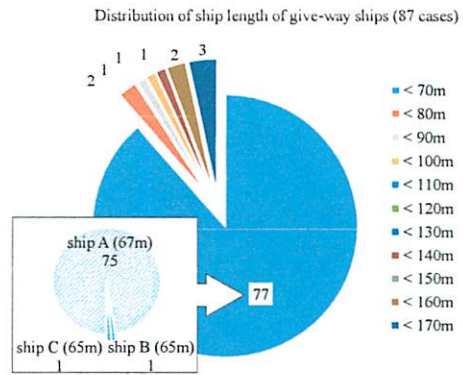 Distribution of ship length of give-way ships (87 cases)
2
1
1
1
2
3
< 70m
< 80m
< 90m
< 100m
< 110m
< 120m
< 130m
< 140m
< 150m
< 160m
< 170m
77
ship A (67m)
75
ship C (65m) ship B (65m)
1 1